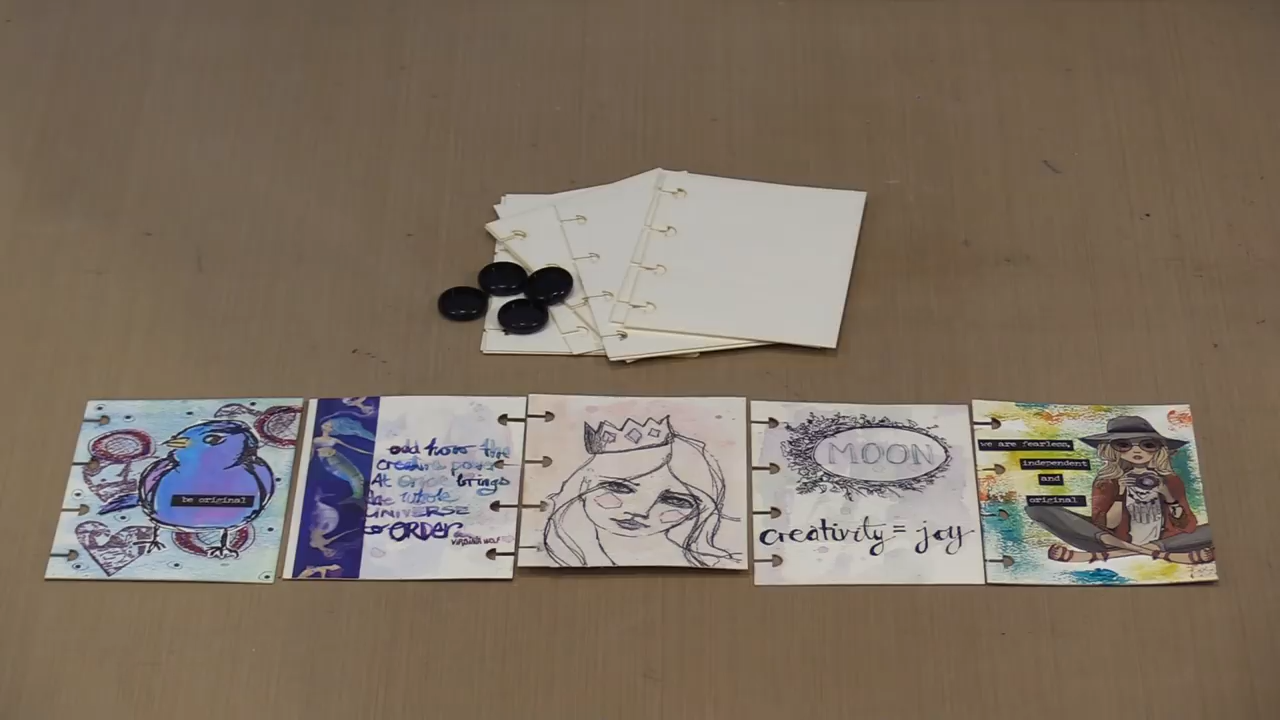 be original
odd how the
creative power
At once brings
the whole
UNIVERSE
to ORDER
VIRGINIA WOLF
MOON
creativity = joy
we are fearless,
independent
and
original